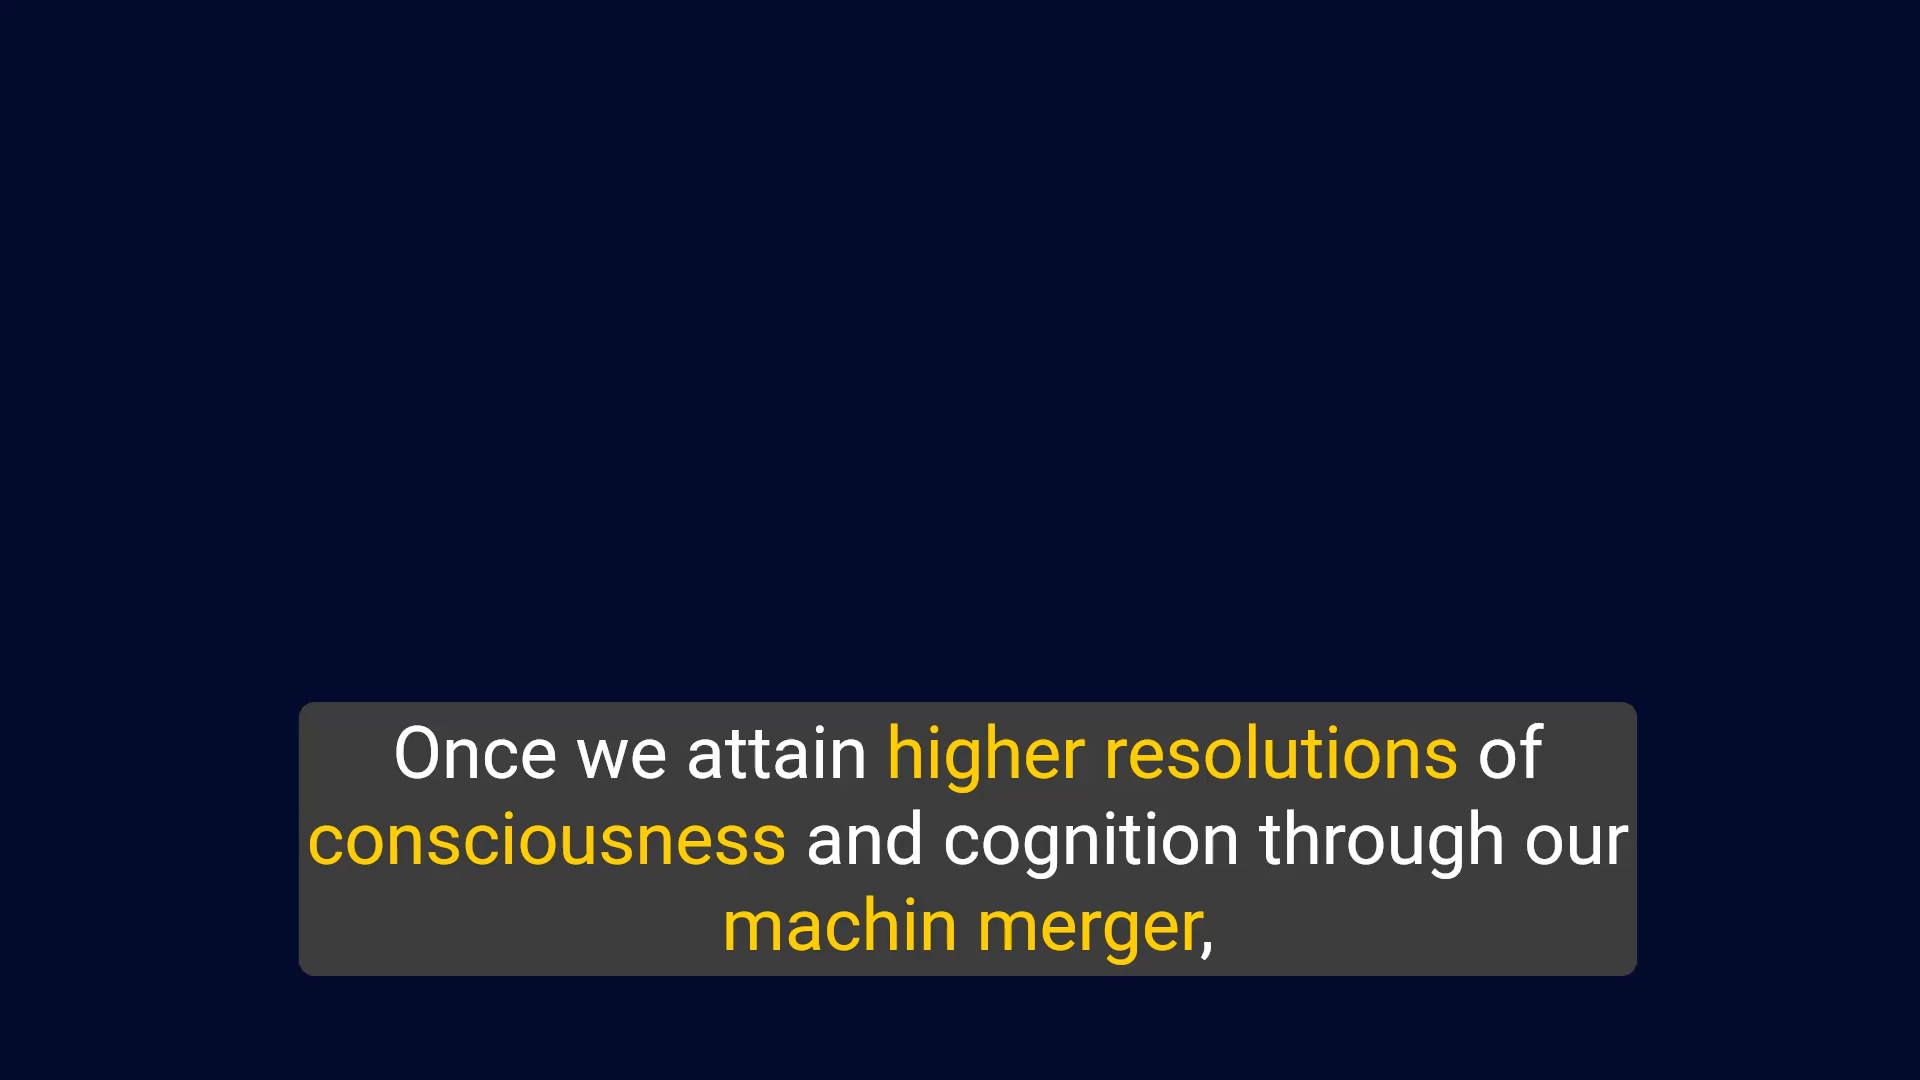 Once we attain higher resolutions of
consciousness and cognition through our
machin merger,